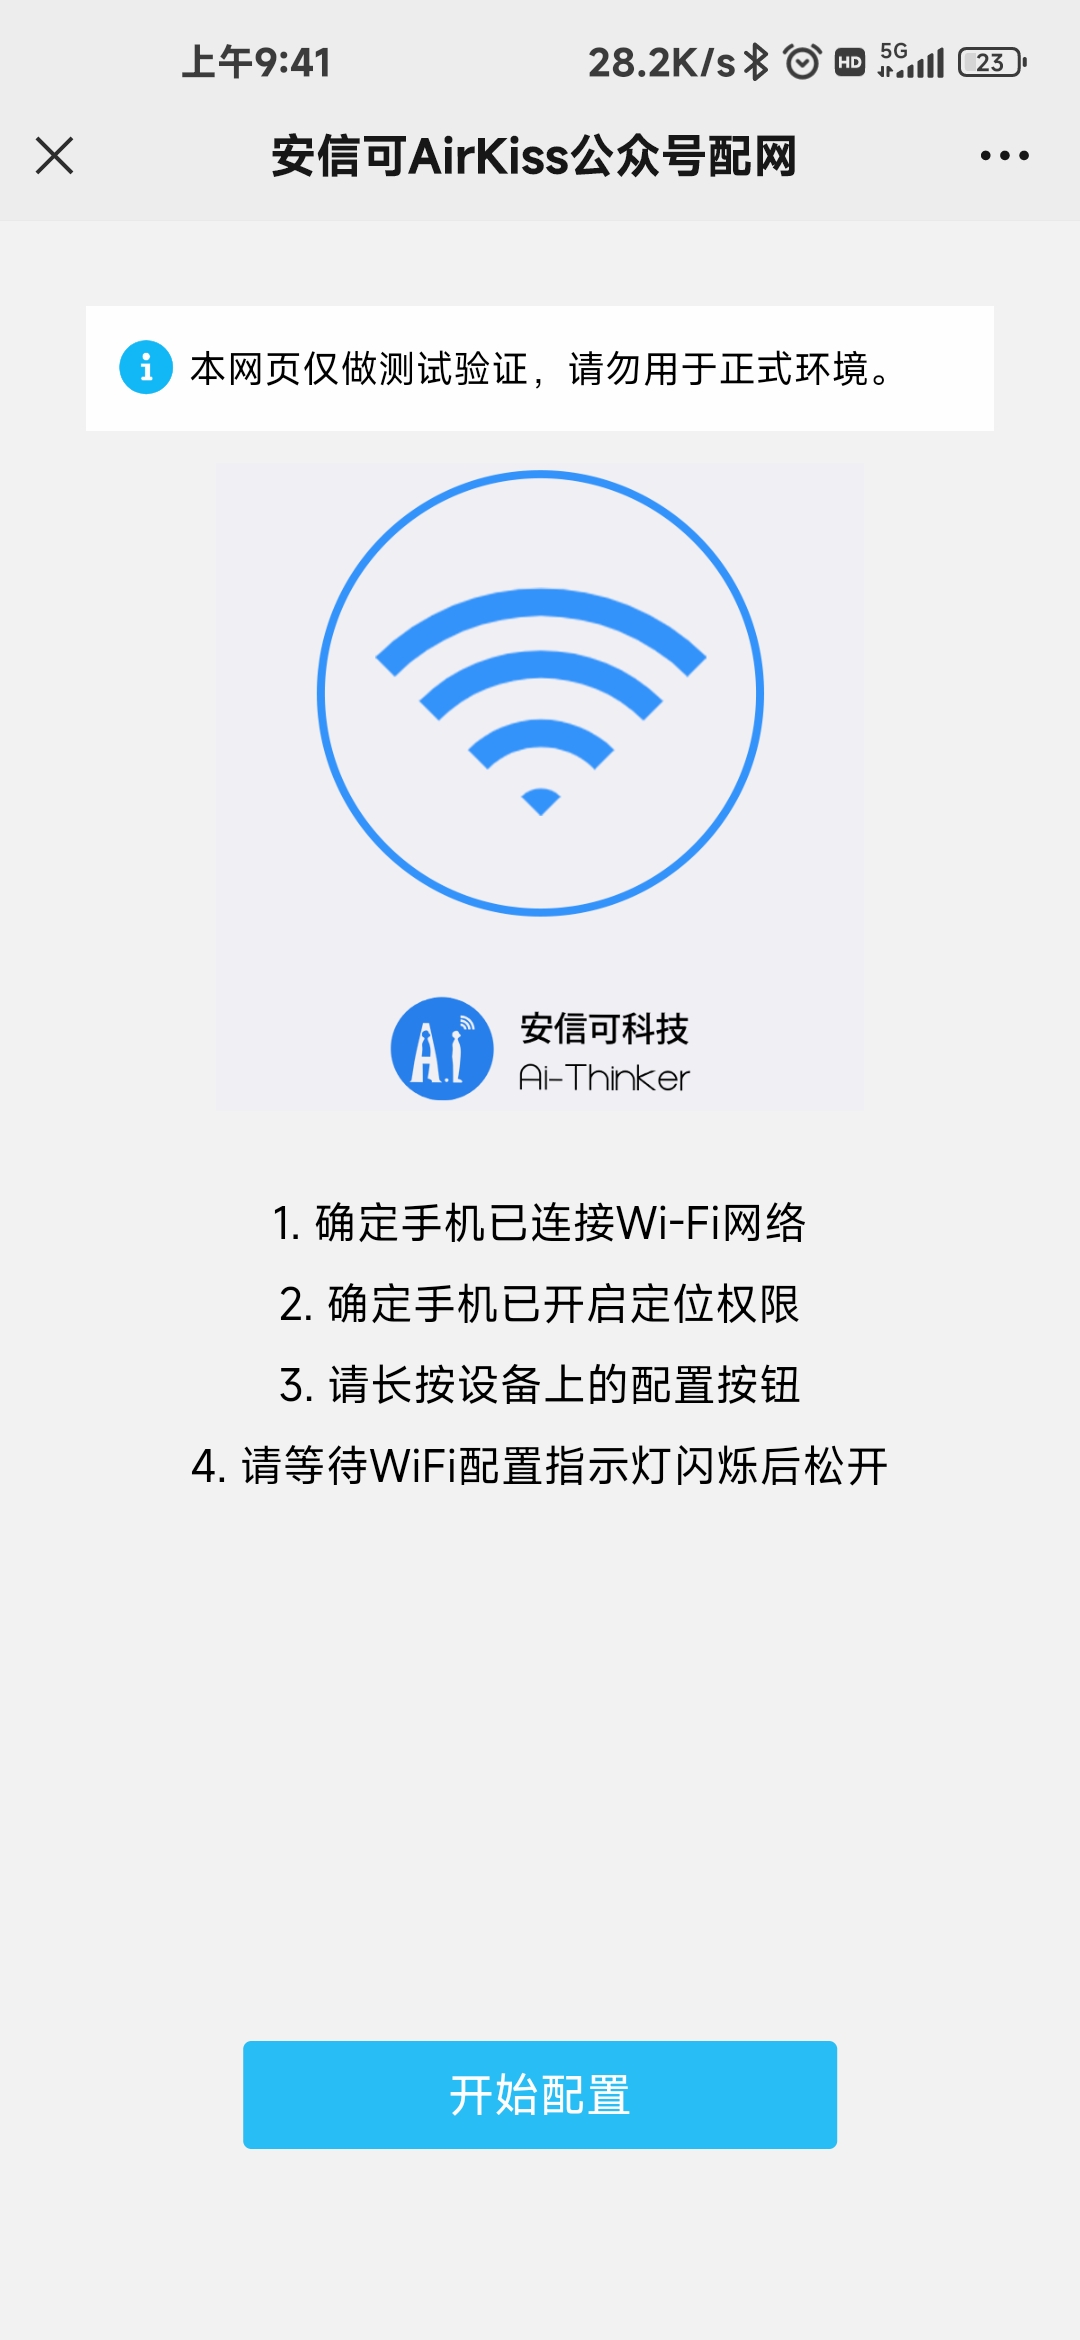 上午9:41
28.2K/s HD 5G 23
安信可AirKiss公众号配网
本网页仅做测试验证，请勿用于正式环境。
安信可科技
Ai-Thinker
1. 确定手机已连接Wi-Fi网络
2. 确定手机已开启定位权限
3. 请长按设备上的配置按钮
4. 请等待WiFi配置指示灯闪烁后松开
开始配置